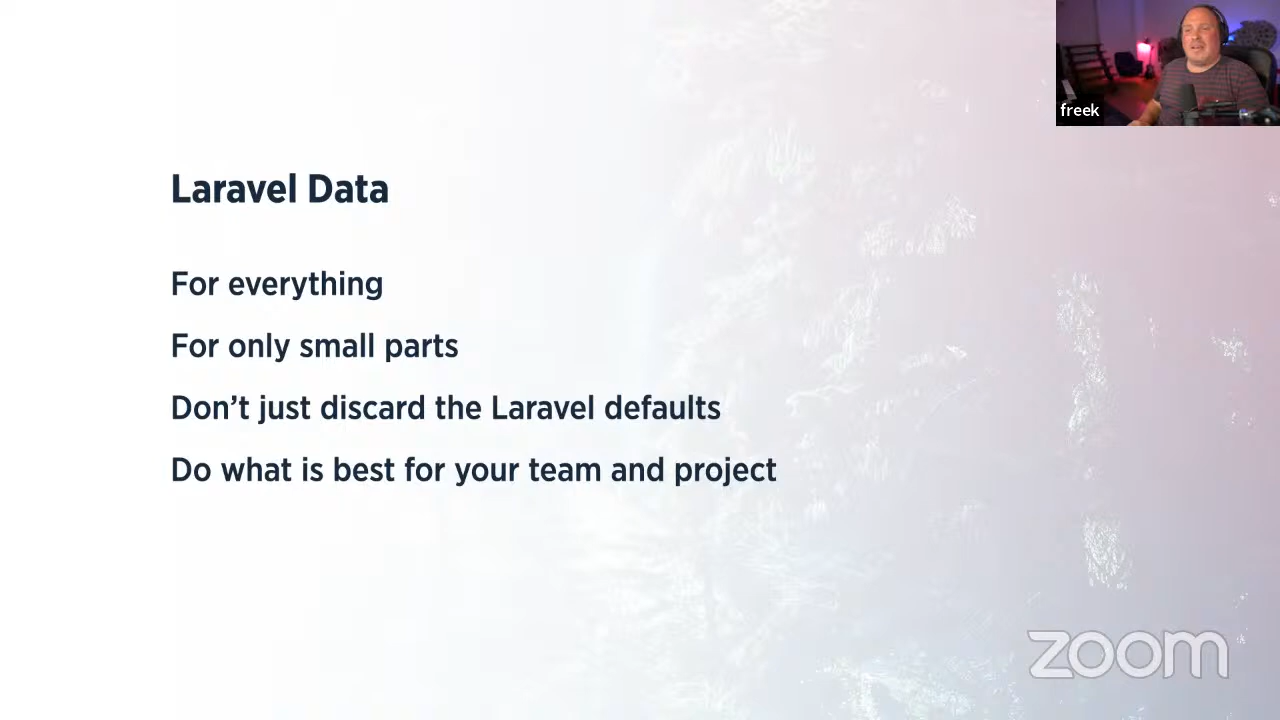 freek
Laravel Data
For everything
For only small parts
Don’t just discard the Laravel defaults
Do what is best for your team and project
zoom